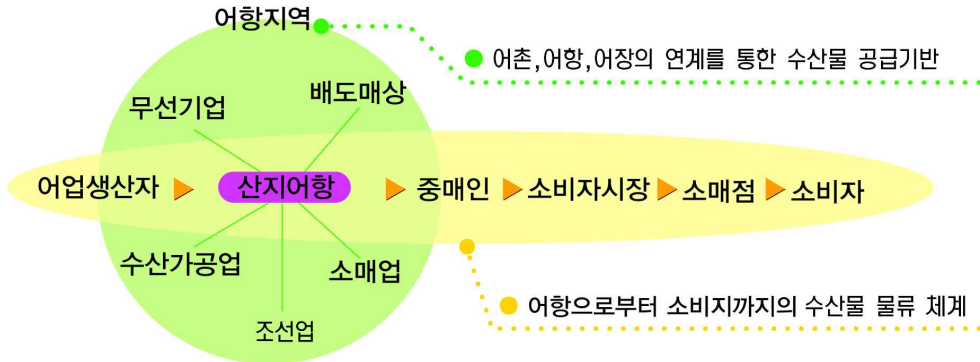 어항지역
어촌,어항,어장의 연계를 통한 수산물 공급기반
무선기업
배도매상
어업생산자
산지어항
중매인
소비자시장
소매점
소비자
수산가공업
소매업
조선업
어항으로부터 소비지까지의 수산물 물류 체계